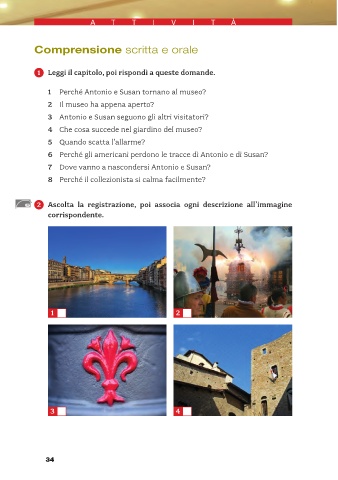 ATTIVITÀ
Comprensione scritta e orale
1 Leggi il capitolo, poi rispondi a queste domande.
1 Perché Antonio e Susan tornano al museo?
2 Il museo ha appena aperto?
3 Antonio e Susan seguono gli altri visitatori?
4 Che cosa succede nel giardino del museo?
5 Quando scatta l'allarme?
6 Perché gli americani perdono le tracce di Antonio e di Susan?
7 Dove vanno a nascondersi Antonio e Susan?
8 Perché il collezionista si calma facilmente?
2 Ascolta la registrazione, poi associa ogni descrizione all'immagine
corrispondente.
1
2
3
4
34